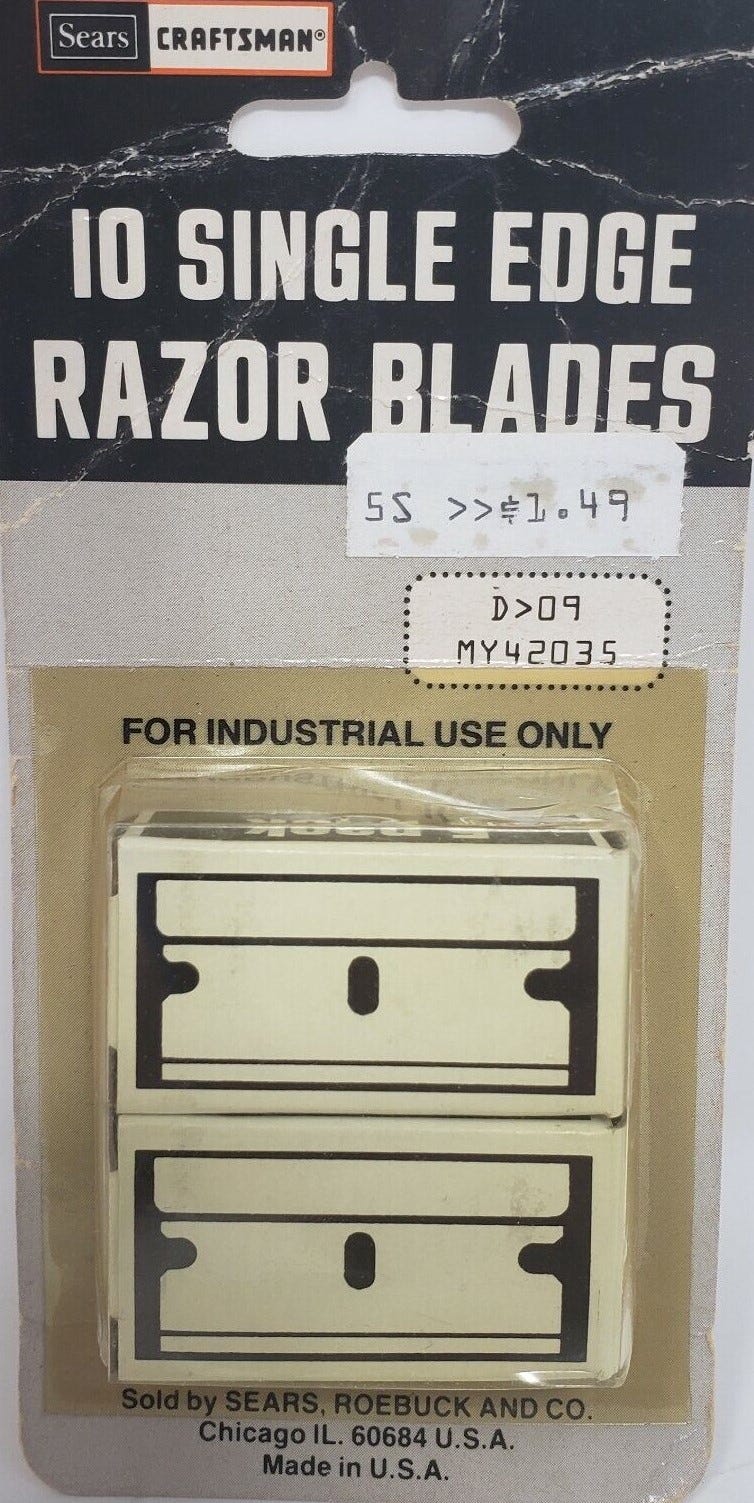 Sears CRAFTSMAN®
10 SINGLE EDGE
RAZOR BLADES
5S >>$1.49
D>09
MY42035
FOR INDUSTRIAL USE ONLY
Sold by SEARS, ROEBUCK AND CO.
Chicago IL. 60684 U.S.A.
Made in U.S.A.